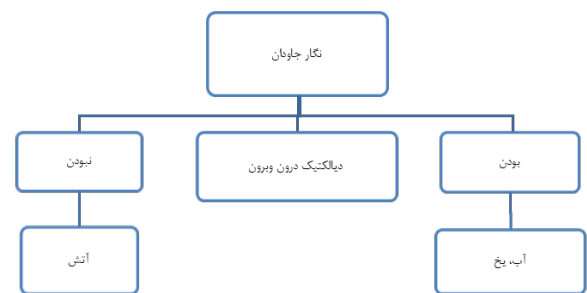 نگار جاودان
بودن
دیالکتیک درون وبرون
نبودن
آب، یخ
آتش